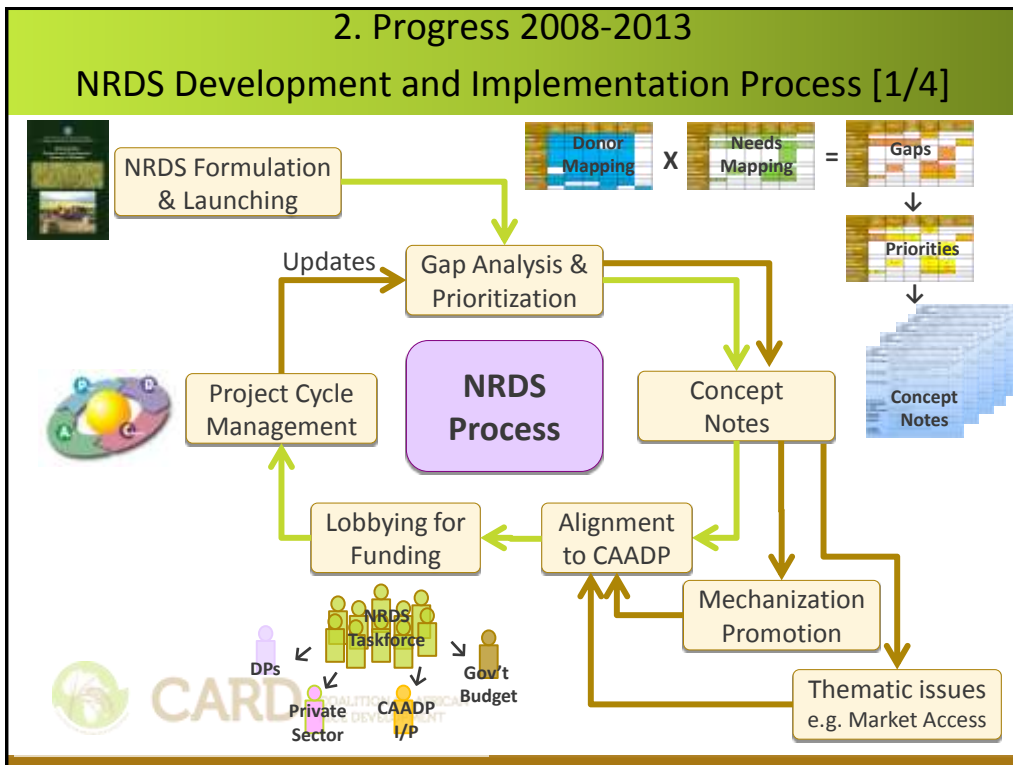 2. Progress 2008-2013
NRDS Development and Implementation Process [1/4]
NRDS Formulation
& Launching
Donor
Mapping
X
Needs
Mapping
=
Gaps
Priorities
Concept
Notes
Updates
Gap Analysis &
Prioritization
Project Cycle
Management
NRDS
Process
Concept
Notes
P
D
C
A
Lobbying for
Funding
Alignment
to CAADP
Mechanization
Promotion
Thematic issues
e.g. Market Access
NRDS
Taskforce
DPs
Private
Sector
CAADP
I/P
Gov't
Budget
CARD